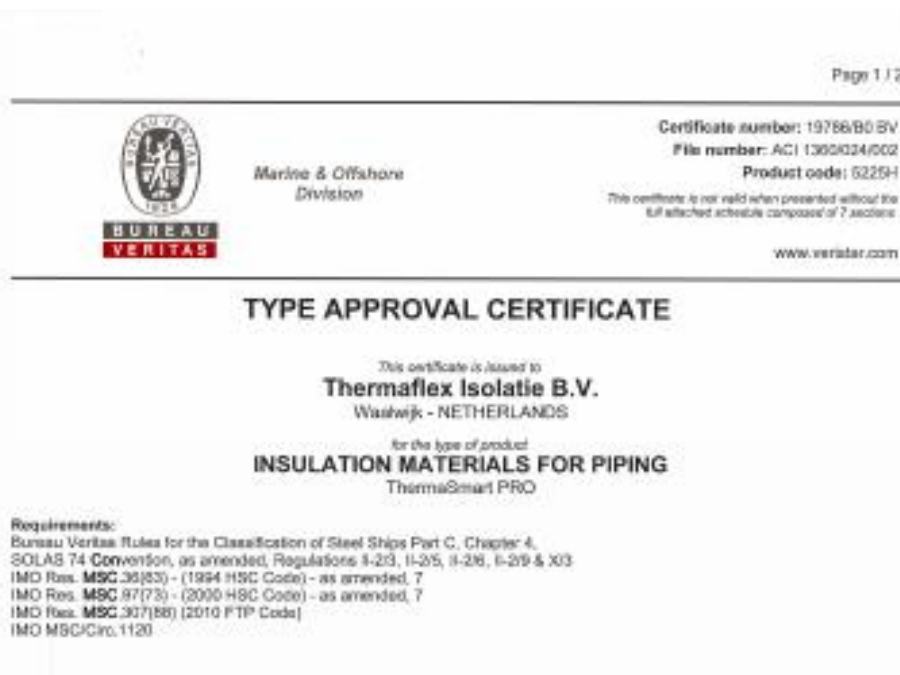 Page 1 / 2
BUREAU VERITAS
1828
BUREAU
VERITAS
Marine & Offshore
Division
Certificate number: 19786/B0 BV
File number: ACI 1360/024/002
Product code: 5225H
This certificate is not valid when presented without the
full attached schedule composed of 7 sections
www.veristar.com
TYPE APPROVAL CERTIFICATE
This certificate is issued to
Thermaflex Isolatie B.V.
Waalwijk - NETHERLANDS
for the type of product
INSULATION MATERIALS FOR PIPING
ThermaSmart PRO
Requirements:
Bureau Veritas Rules for the Classification of Steel Ships Part C, Chapter 4,
SOLAS 74 Convention, as amended, Regulations II-2/3, II-2/5, II-2/6, II-2/9 & X/3
IMO Res. MSC.36(63) - (1994 HSC Code) - as amended, 7
IMO Res. MSC.97(73) - (2000 HSC Code) - as amended, 7
IMO Res. MSC.307(88) (2010 FTP Code)
IMO MSC/Circ.1120